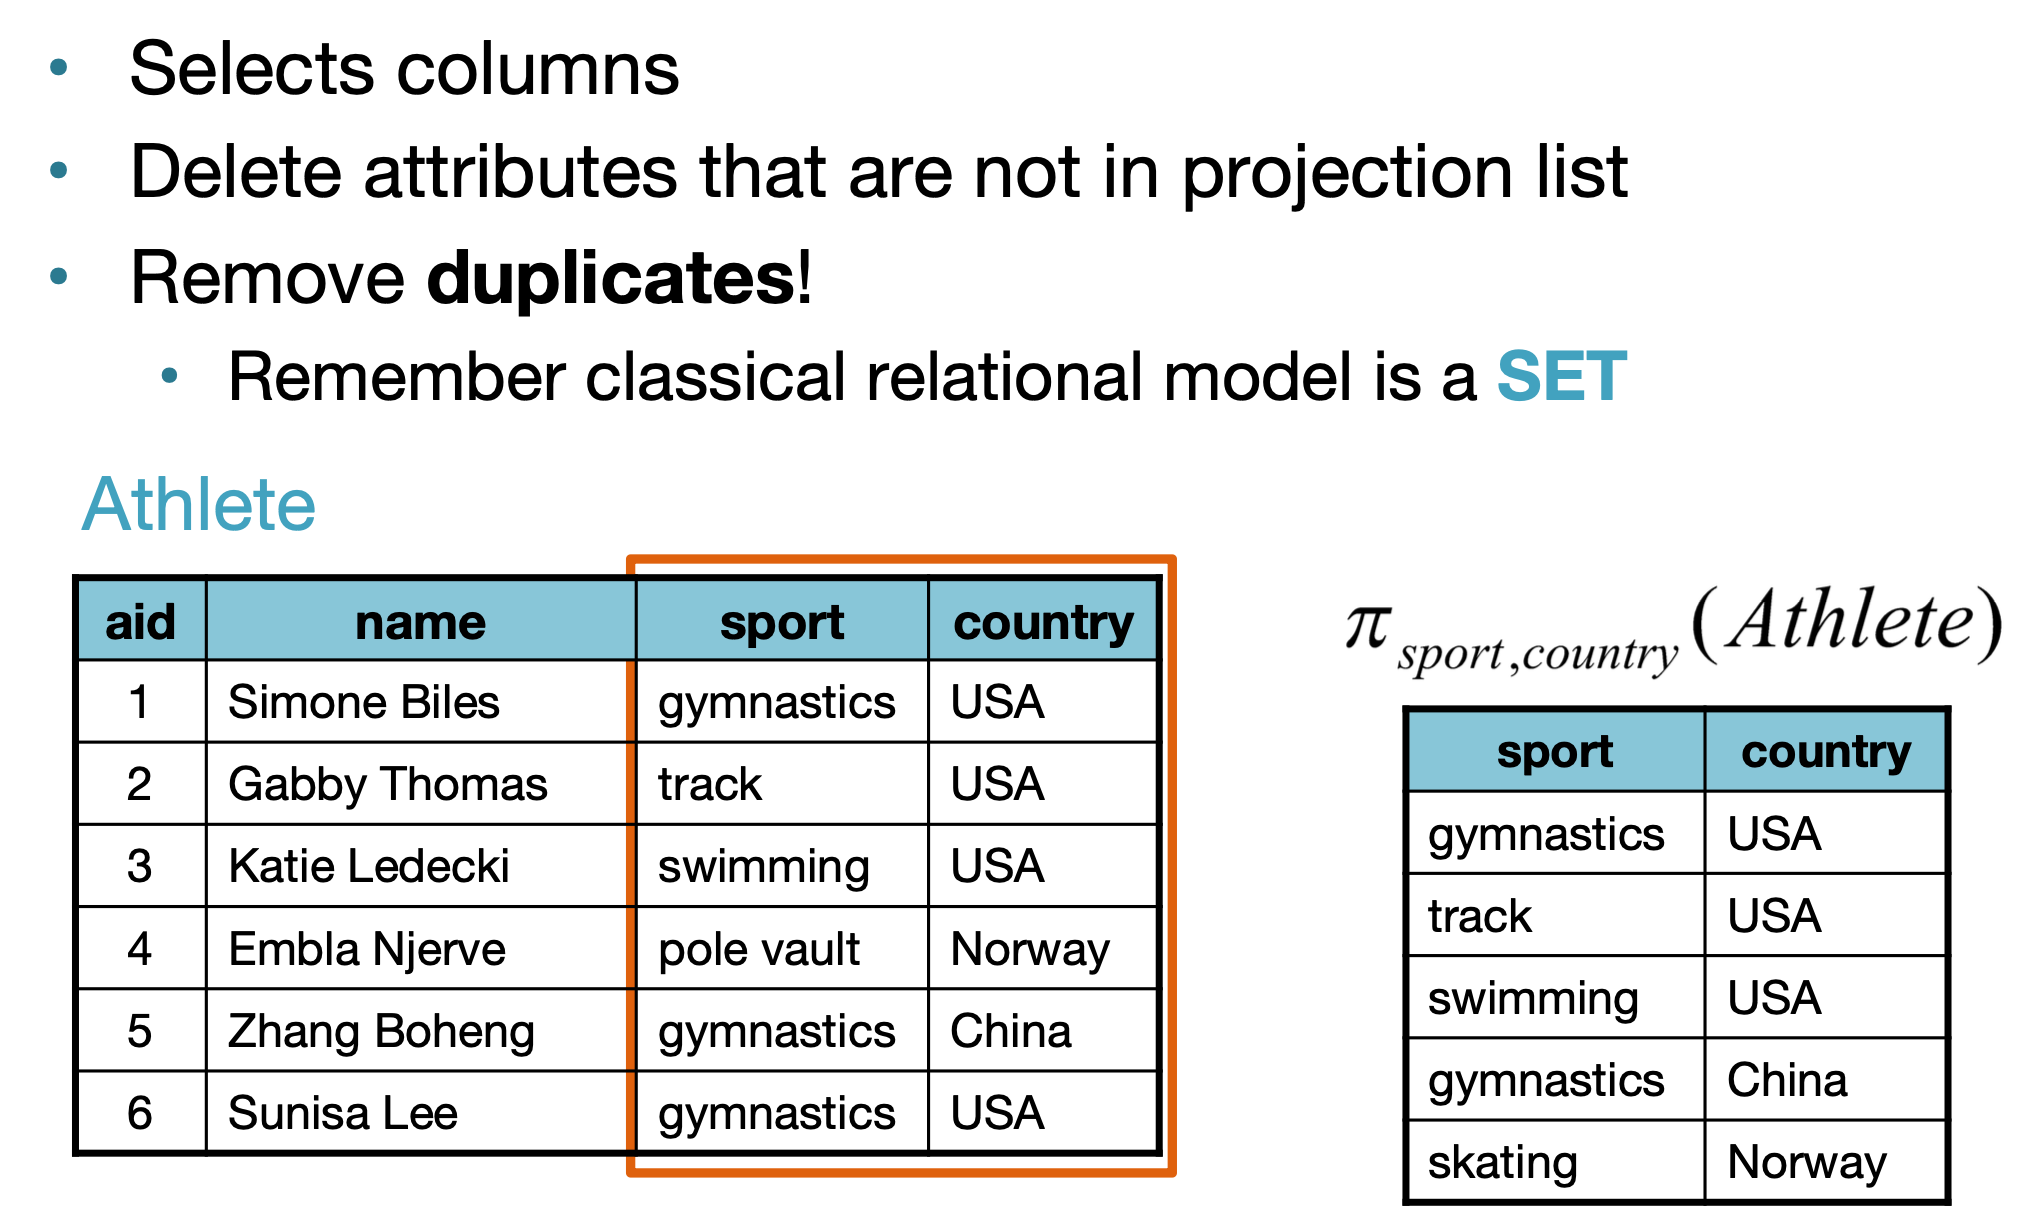 • Selects columns
• Delete attributes that are not in projection list
• Remove duplicates!
• Remember classical relational model is a SET
Athlete
aid name sport country
1 Simone Biles gymnastics USA
2 Gabby Thomas track USA
3 Katie Ledecki swimming USA
4 Embla Njerve pole vault Norway
5 Zhang Boheng gymnastics China
6 Sunisa Lee gymnastics USA
π sport,country (Athlete)
sport country
gymnastics USA
track USA
swimming USA
gymnastics China
skating Norway